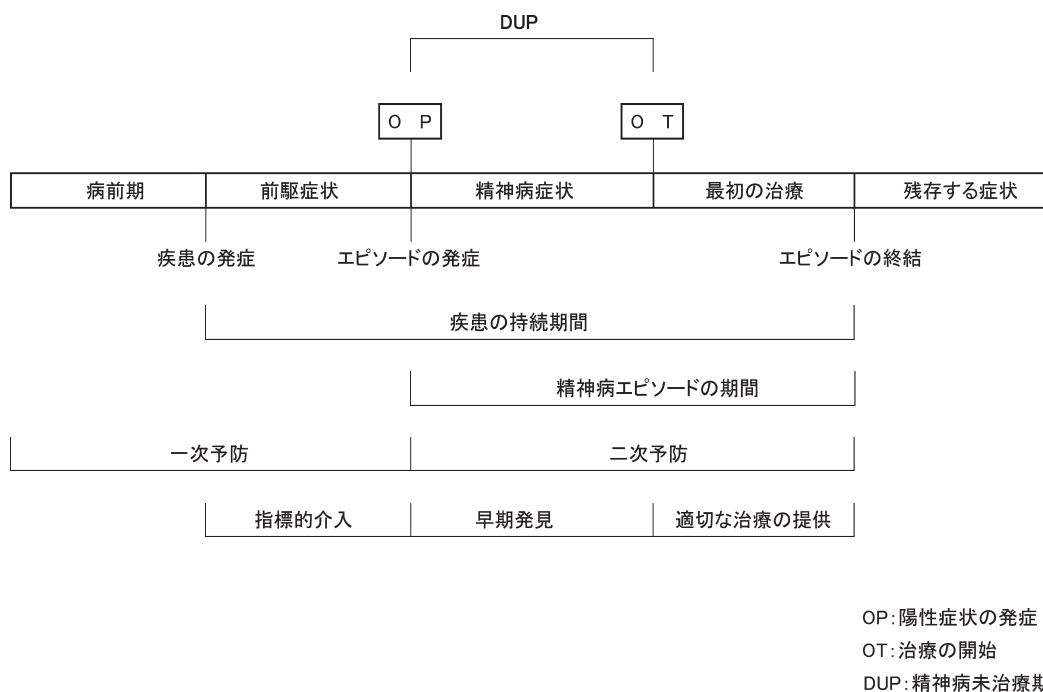 DUP
O P
O T
病前期 前駆症状 精神病症状 最初の治療 残存する症状
疾患の発症 エピソードの発症 エピソードの終結
疾患の持続期間
精神病エピソードの期間
一次予防 二次予防
指標的介入 早期発見 適切な治療の提供
OP:陽性症状の発症
OT:治療の開始
DUP:精神病未治療期